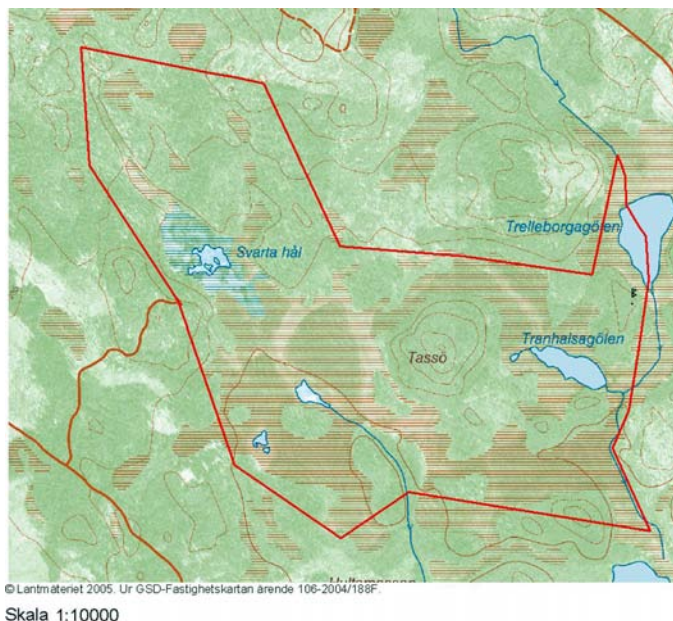 Trelleborgagölen
Svarta hål
Tranhalsagölen
Tassö
© Lantmäteriet 2005. Ur GSD-Fastighetskartan ärende 106-2004/188F.
Skala 1:10000